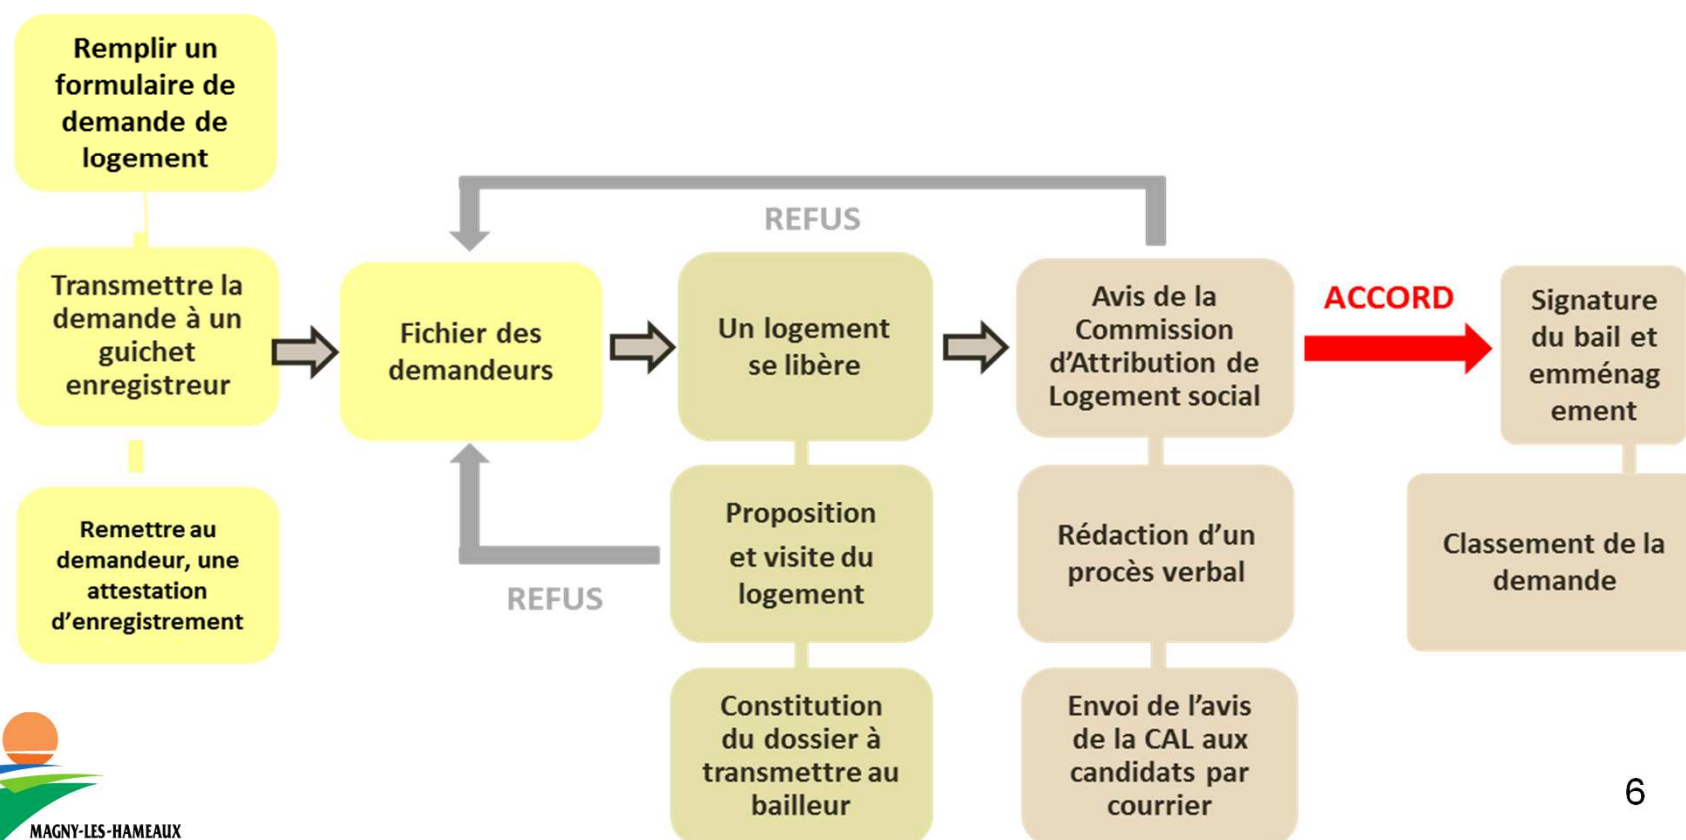 Remplir un
formulaire de
demande de
logement
Transmettre la
demande à un
guichet
enregistreur
Remettre au
demandeur, une
attestation
d'enregistrement
Fichier des
demandeurs
REFUS
REFUS
Un logement
se libère
Proposition
et visite du
logement
Constitution
du dossier à
transmettre au
bailleur
Avis de la
Commission
d'Attribution de
Logement social
Rédaction d'un
procès verbal
Envoi de l'avis
de la CAL aux
candidats par
courrier
ACCORD
Signature
du bail et
emménag
ement
Classement de la
demande
MAGNY-LES-HAMEAUX
6